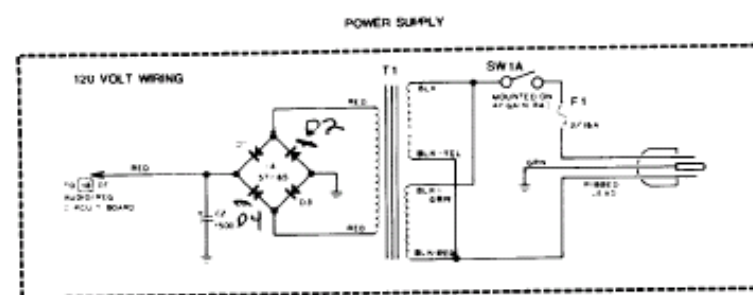 POWER SUPPLY
120 VOLT WIRING
T1
SW1A
MOUNTED ON
F1
RED
BLK
D2
BLK-YEL
RED
GRN
BLK-
GRN
RIBBED
LEAD
D3
CIRCUIT BOARD
C2
D4
RED
BLK-RED